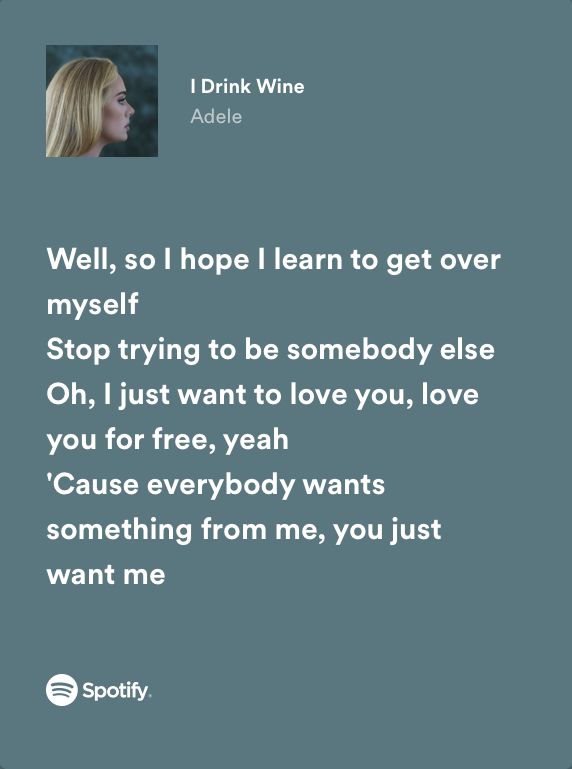 I Drink Wine
Adele
Well, so I hope I learn to get over
myself
Stop trying to be somebody else
Oh, I just want to love you, love
you for free, yeah
'Cause everybody wants
something from me, you just
want me
Spotify